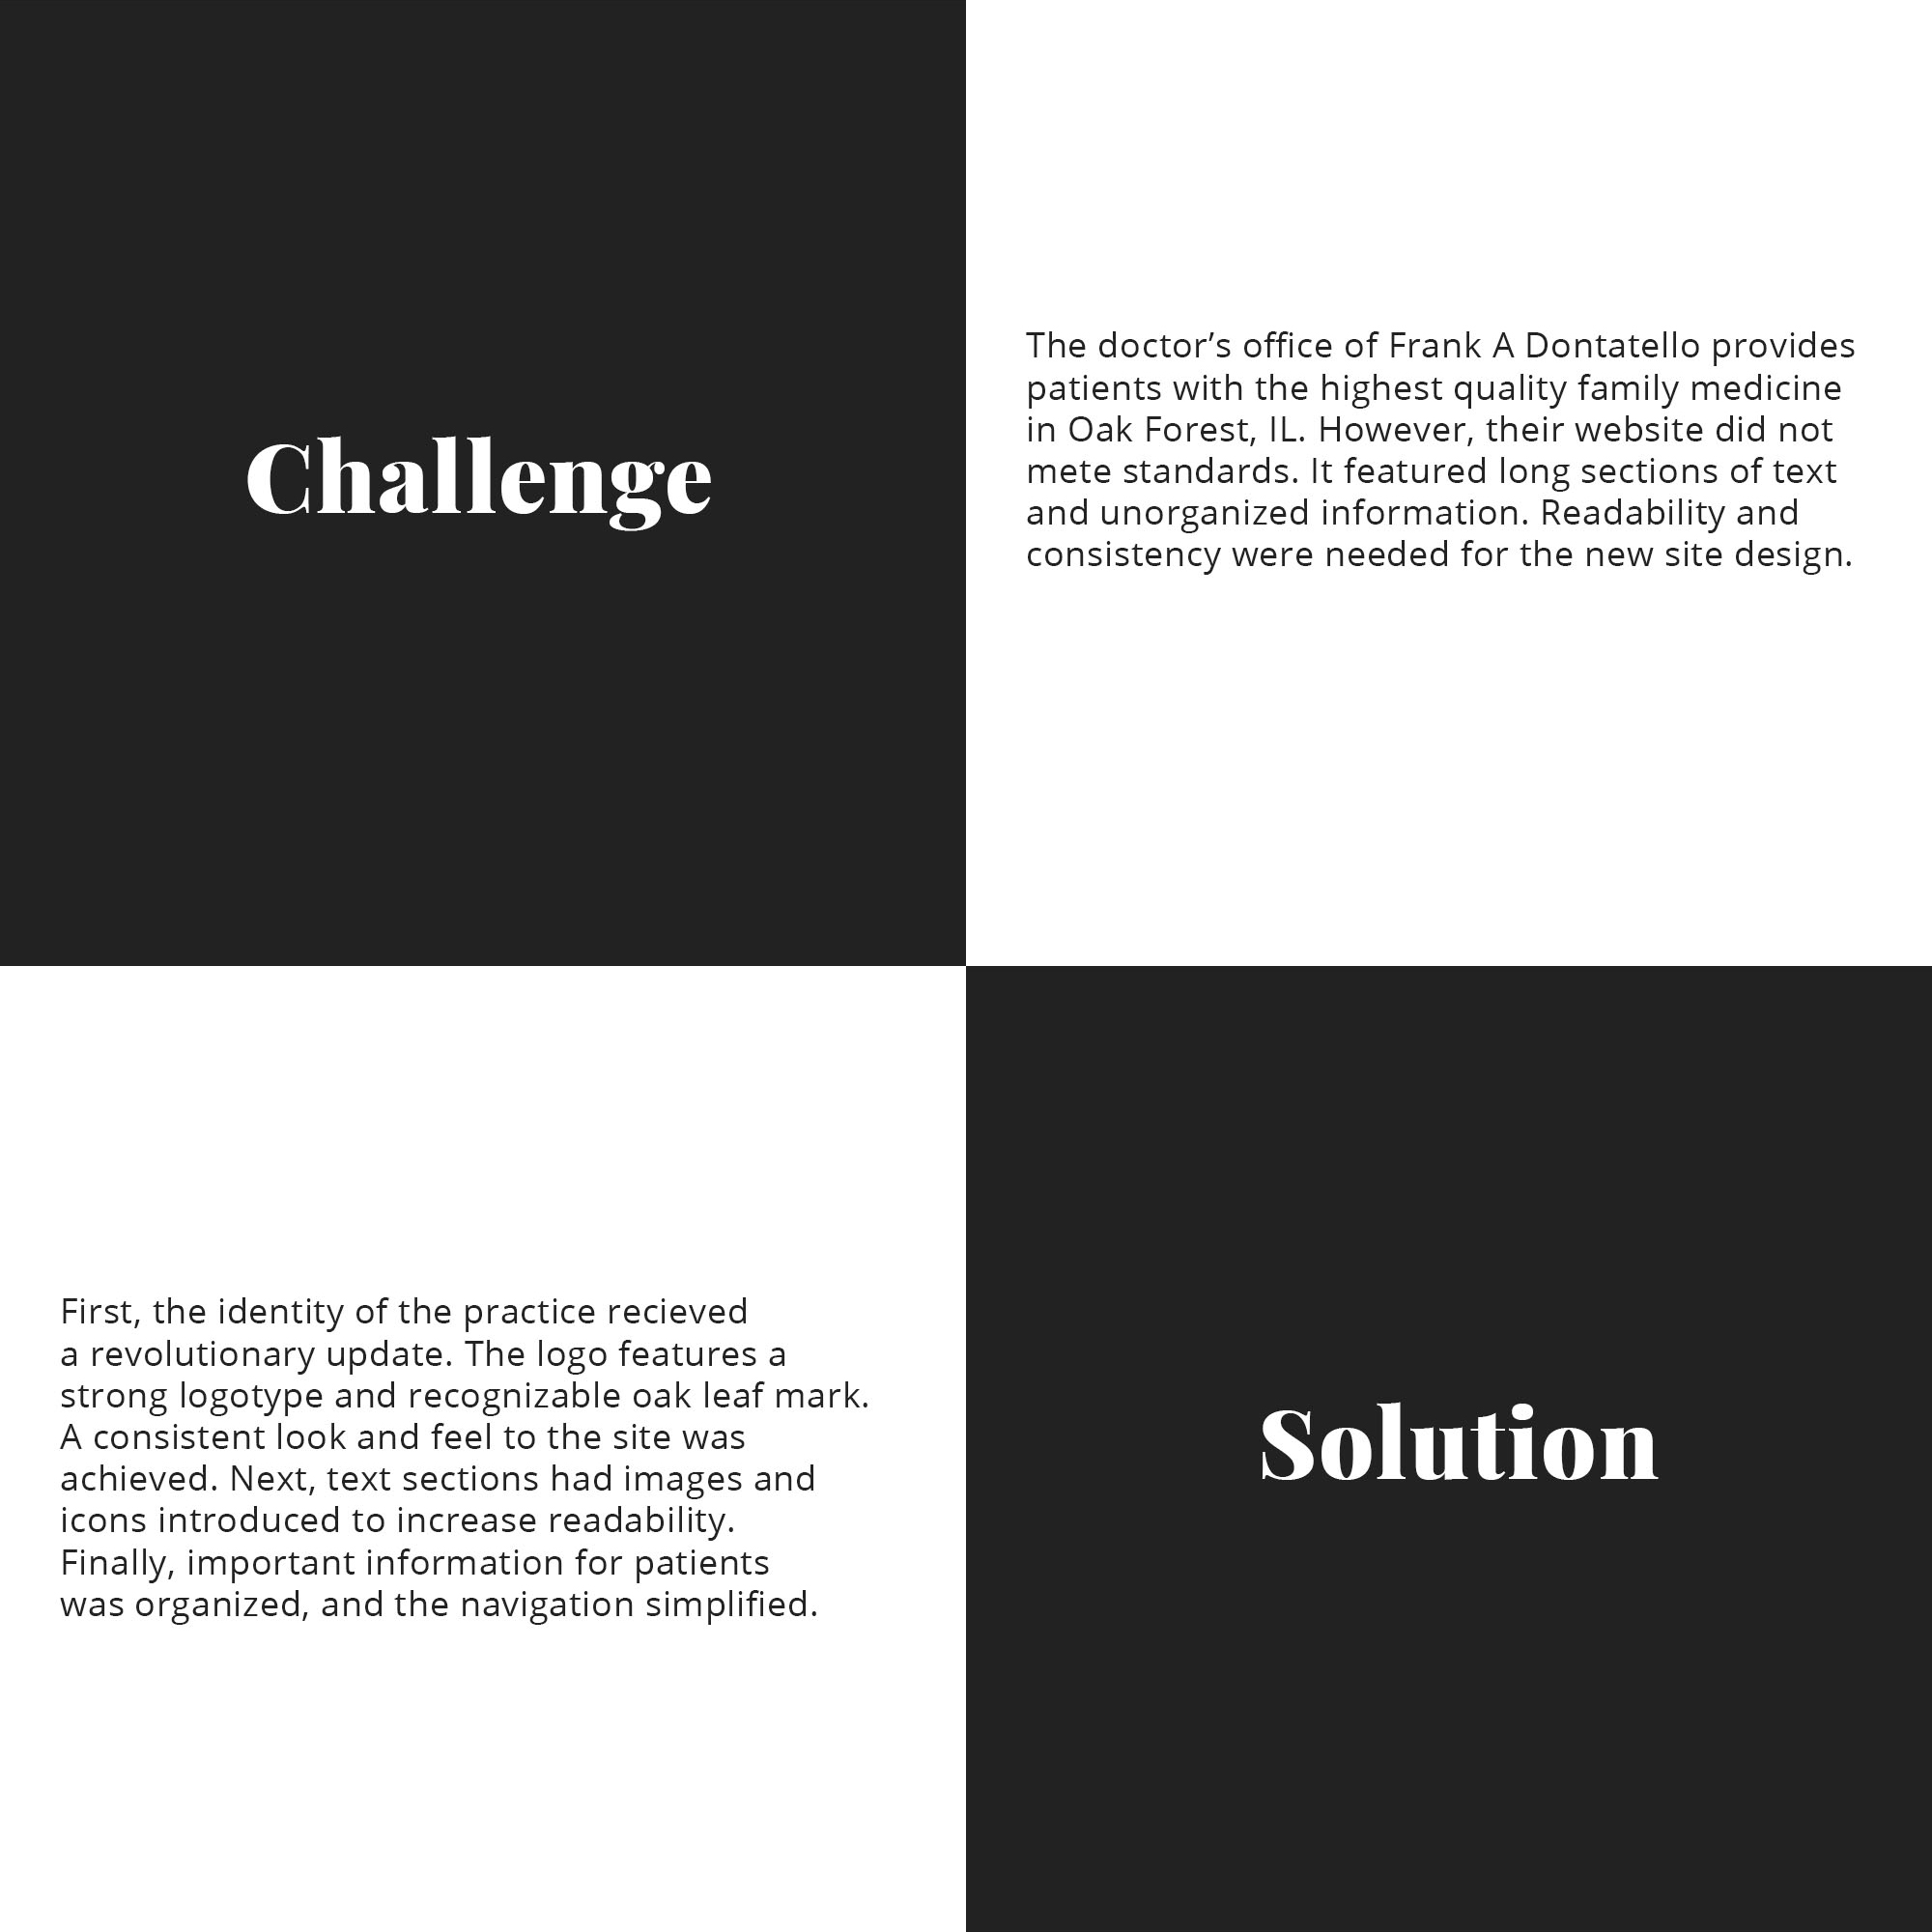 Challenge
The doctor’s office of Frank A Dontatello provides
patients with the highest quality family medicine
in Oak Forest, IL. However, their website did not
mete standards. It featured long sections of text
and unorganized information. Readability and
consistency were needed for the new site design.
First, the identity of the practice recieved
a revolutionary update. The logo features a
strong logotype and recognizable oak leaf mark.
A consistent look and feel to the site was
achieved. Next, text sections had images and
icons introduced to increase readability.
Finally, important information for patients
was organized, and the navigation simplified.
Solution